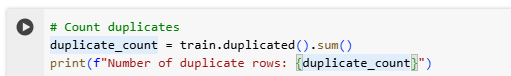 # Count duplicates
duplicate_count = train.duplicated().sum()
print(f"Number of duplicate rows: {duplicate_count}")